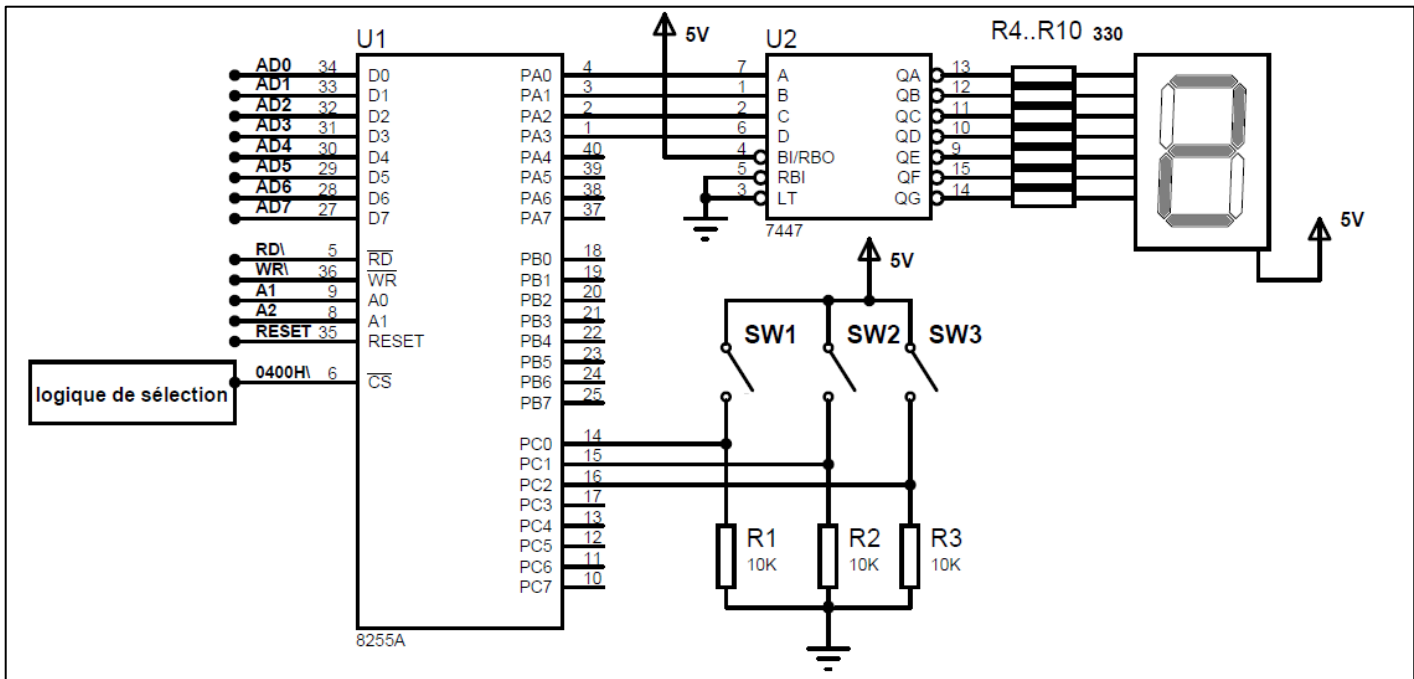 U1
5V
U2
R4..R10 330
AD0 34 D0 PA0 4 7 A QA 13
AD1 33 D1 PA1 3 1 B QB 12
AD2 32 D2 PA2 2 2 C QC 11
AD3 31 D3 PA3 1 6 D QD 10
AD4 30 D4 PA4 40 4 BI/RBO QE 9
AD5 29 D5 PA5 39 5 RBI QF 15
AD6 28 D6 PA6 38 3 LT QG 14
AD7 27 D7 PA7 37
7447
5V
RD\ 5 RD PB0 18
WR\ 36 WR PB1 19
5V
A1 9 A0 PB2 20
A2 8 A1 PB3 21
RESET 35 RESET PB4 22
SW1 SW2 SW3
PB5 23
0400H\ 6 CS PB6 24
logique de sélection
PB7 25
PC0 14
PC1 15
PC2 16
PC3 17
PC4 13
PC5 12
PC6 11
PC7 10
R1 R2 R3
10K 10K 10K
8255A